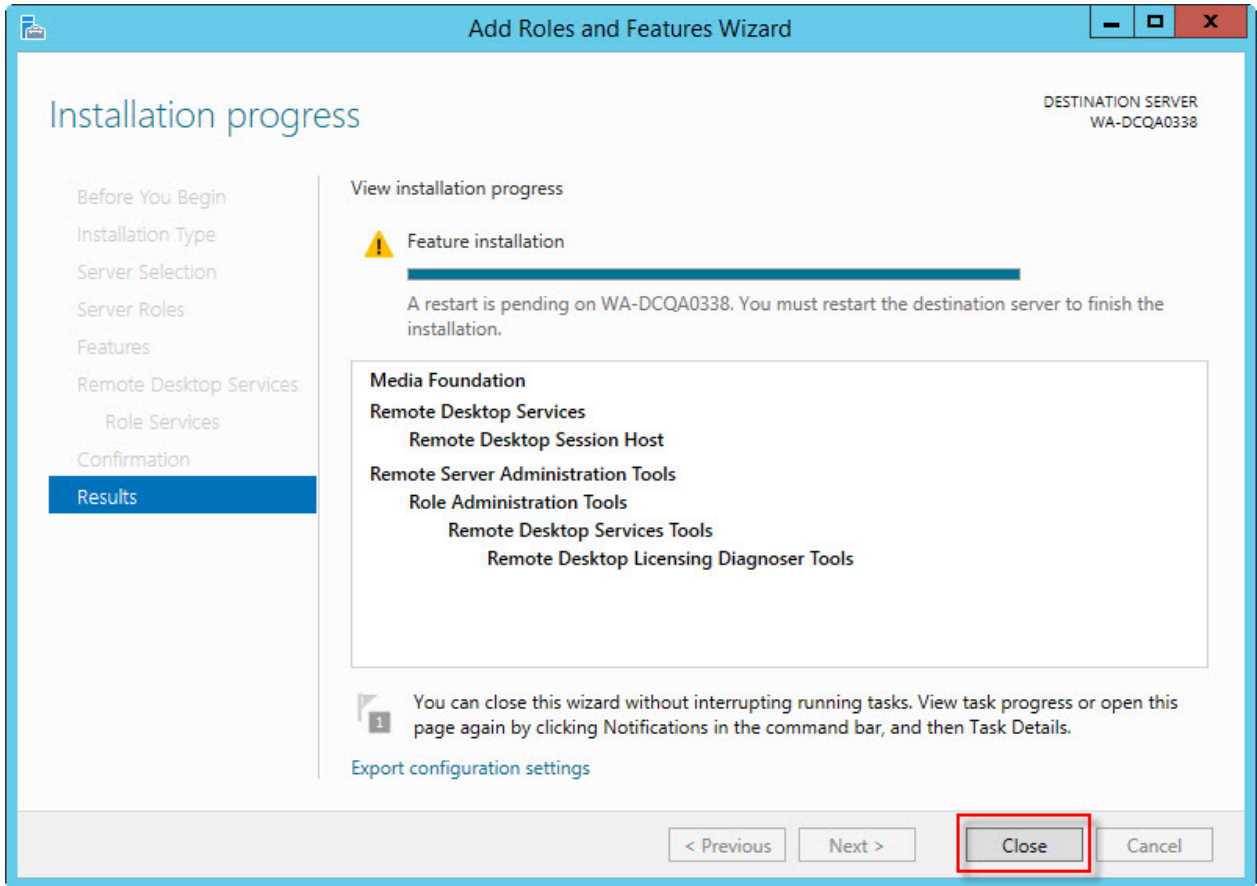 Add Roles and Features Wizard
Installation progress
DESTINATION SERVER
WA-DCQA0338
Before You Begin
Installation Type
Server Selection
Server Roles
Features
Remote Desktop Services
Role Services
Confirmation
Results
View installation progress
Feature installation
A restart is pending on WA-DCQA0338. You must restart the destination server to finish the
installation.
Media Foundation
Remote Desktop Services
Remote Desktop Session Host
Remote Server Administration Tools
Role Administration Tools
Remote Desktop Services Tools
Remote Desktop Licensing Diagnoser Tools
1
You can close this wizard without interrupting running tasks. View task progress or open this
page again by clicking Notifications in the command bar, and then Task Details.
Export configuration settings
< Previous
Next >
Close
Cancel